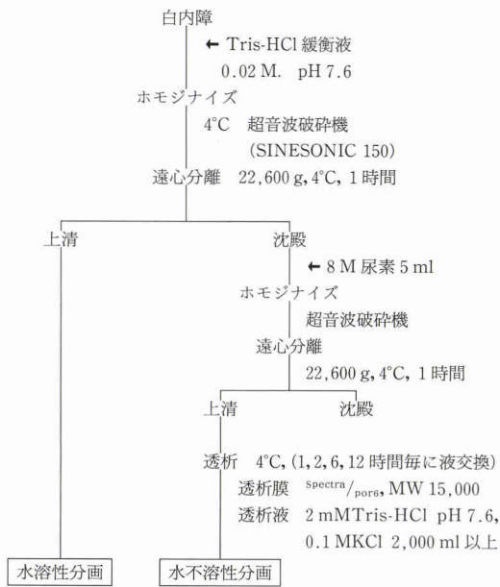 白内障
← Tris-HCl 緩衡液
0.02 M. pH 7.6
ホモジナイズ
4°C 超音波破砕機
(SINESONIC 150)
遠心分離 22,600 g, 4°C, 1 時間
上清 沈殿
← 8 M 尿素 5 ml
ホモジナイズ
超音波破砕機
遠心分離
22,600 g, 4°C, 1 時間
上清 沈殿
透析 4°C, (1, 2, 6, 12 時間毎に液交換)
透析膜 Spectra/por6, MW 15,000
透析液 2 mMTris-HCl pH 7.6,
0.1 MKCl 2,000 ml 以上
水溶性分画 水不溶性分画